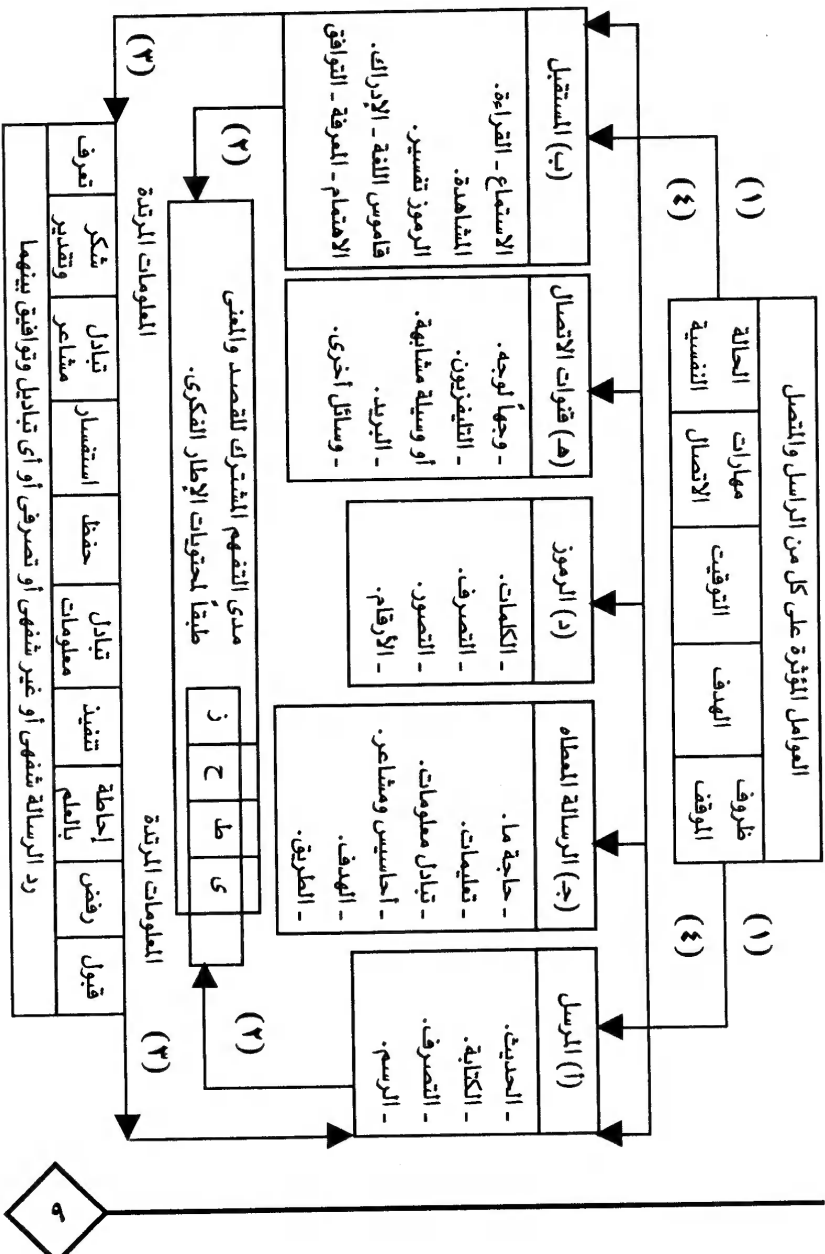 العوامل المؤثرة على كل من الراسل والمتصل
ظروف الموقف
الهدف
التوقيت
مهارات الاتصال
الحالة النفسية
(١)
(١)
(٤)
(٤)
(أ) المرسل
ـ الحديث.
ـ الكتابة.
ـ التصرف.
ـ الرسم.
(جـ) الرسالة المعطاه
ـ حاجة ما.
ـ تعليمات.
ـ تبادل معلومات.
ـ أحاسيس ومشاعر.
ـ الهدف.
ـ الطريق.
(د) الرموز
ـ الكلمات.
ـ التصرف.
ـ التصور.
ـ الأرقام.
(هـ) قنوات الاتصال
ـ وجهاً لوجه.
ـ التليفزيون.
أو وسيلة مشابهة.
ـ البريد.
ـ وسائل أخرى.
(ب) المستقبل
الاستماع ـ القراءة.
المشاهدة.
الرموز تفسير.
قاموس اللغة ـ الإدراك.
الاهتمام ـ المعرفة ـ التوافق
(٢)
(٢)
ى ط ح ز
مدى التفهم المشترك للقصد والمعنى
طبقاً لمحتويات الإطار الفكرى.
(٣)
المعلومات المرتدة
المعلومات المرتدة
(٣)
قبول
رفض
إحاطة بالعلم
تنفيذ
تبادل معلومات
حفظ
استفسار
تبادل مشاعر
شكر وتقدير
تعرف
رد الرسالة شفهى أو غير شفهى أو تصرفى أو أى تباديل وتوافيق بينهما
٩